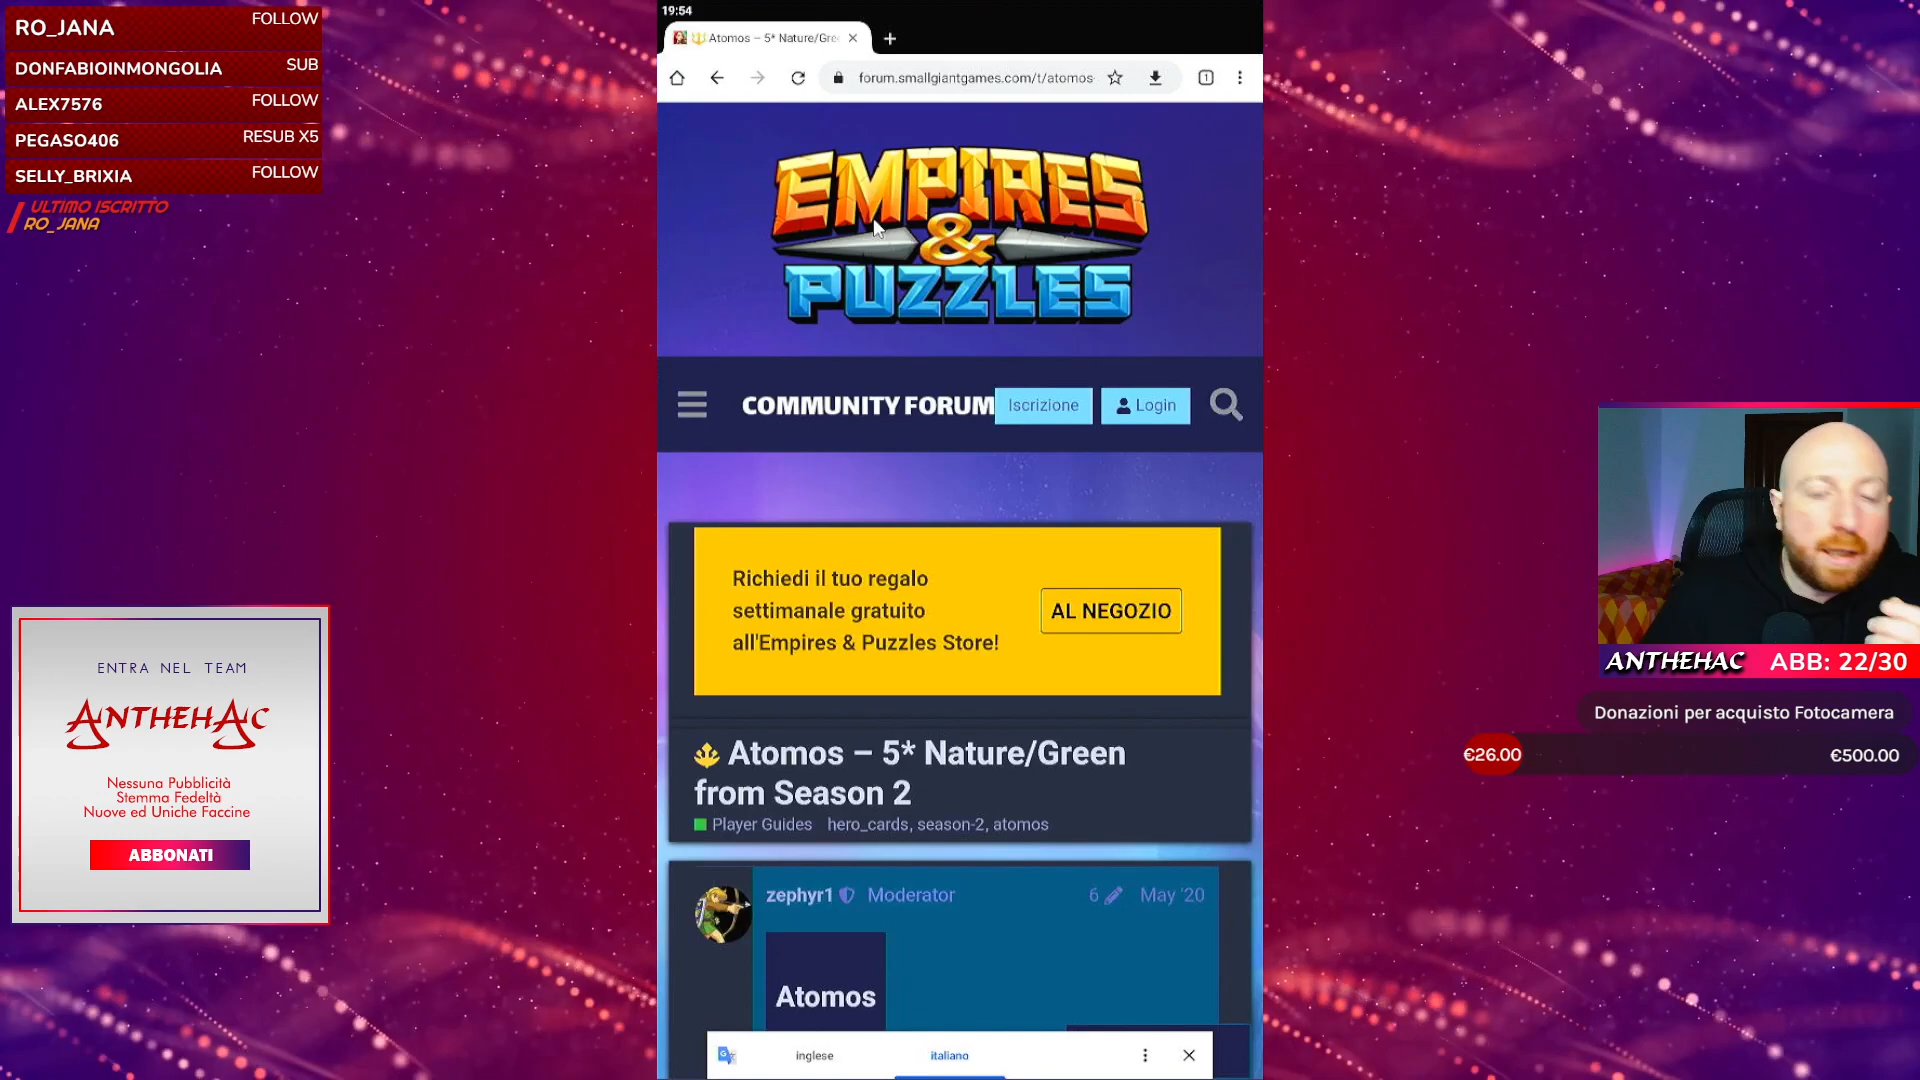 RO_JANA FOLLOW
DONFABIOINMONGOLIA SUB
ALEX7576 FOLLOW
PEGASO406 RESUB X5
SELLY_BRIXIA FOLLOW
ULTIMO ISCRITTO
RO_JANA
ENTRA NEL TEAM
ANTHEHAC
Nessuna Pubblicità
Stemma Fedeltà
Nuove ed Uniche Faccine
ABBONATI
19:54
Atomos – 5* Nature/Gre
forum.smallgiantgames.com/t/atomos-
1
EMPIRES
&
PUZZLES
COMMUNITY FORUM Iscrizione Login
Richiedi il tuo regalo
settimanale gratuito
all'Empires & Puzzles Store!
AL NEGOZIO
Atomos – 5* Nature/Green
from Season 2
Player Guides hero_cards, season-2, atomos
zephyr1 Moderator 6 May '20
Atomos
inglese italiano
ANTHEHAC ABB: 22/30
Donazioni per acquisto Fotocamera
€26.00 €500.00